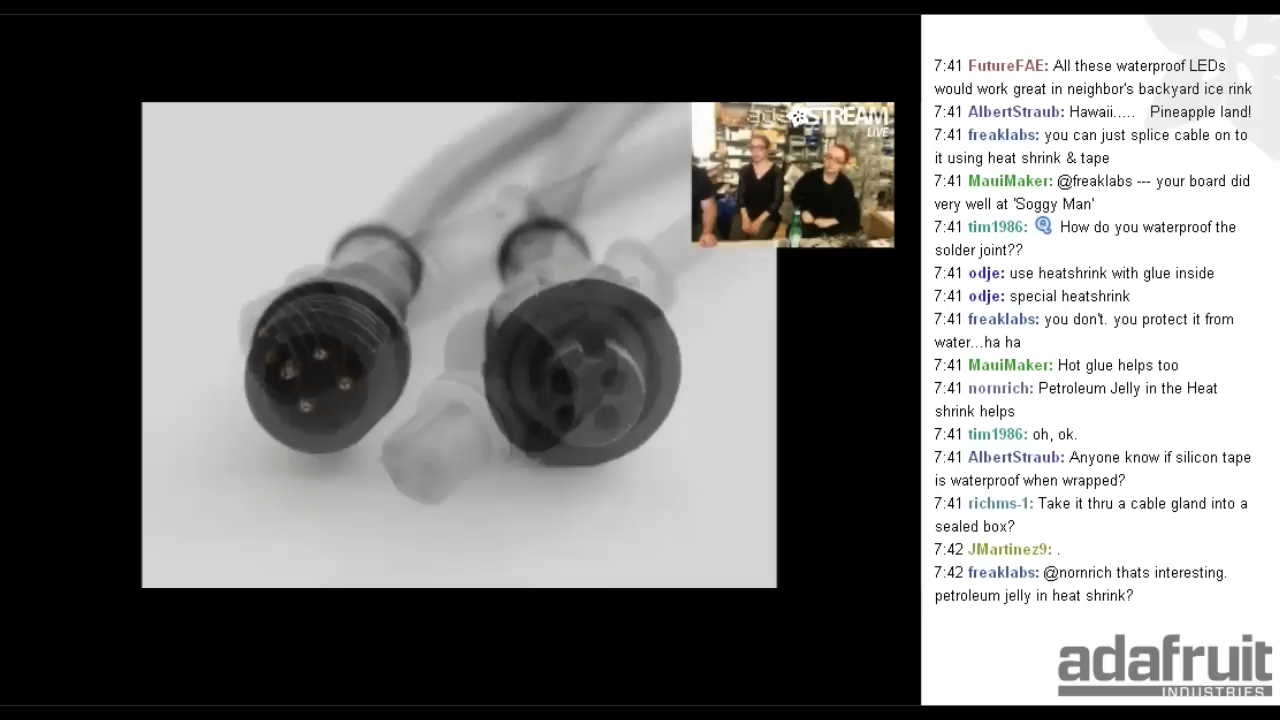 STREAM
LIVE
7:41 FutureFAE: All these waterproof LEDs
would work great in neighbor's backyard ice rink
7:41 AlbertStraub: Hawaii..... Pineapple land!
7:41 freaklabs: you can just splice cable on to
it using heat shrink & tape
7:41 MauiMaker: @freaklabs --- your board did
very well at 'Soggy Man'
7:41 tim1986: Q How do you waterproof the
solder joint??
7:41 odje: use heatshrink with glue inside
7:41 odje: special heatshrink
7:41 freaklabs: you don't. you protect it from
water...ha ha
7:41 MauiMaker: Hot glue helps too
7:41 nornrich: Petroleum Jelly in the Heat
shrink helps
7:41 tim1986: oh, ok.
7:41 AlbertStraub: Anyone know if silicon tape
is waterproof when wrapped?
7:41 richms-1: Take it thru a cable gland into a
sealed box?
7:42 JMartinez9: .
7:42 freaklabs: @nornrich thats interesting.
petroleum jelly in heat shrink?
adafruit
INDUSTRIES